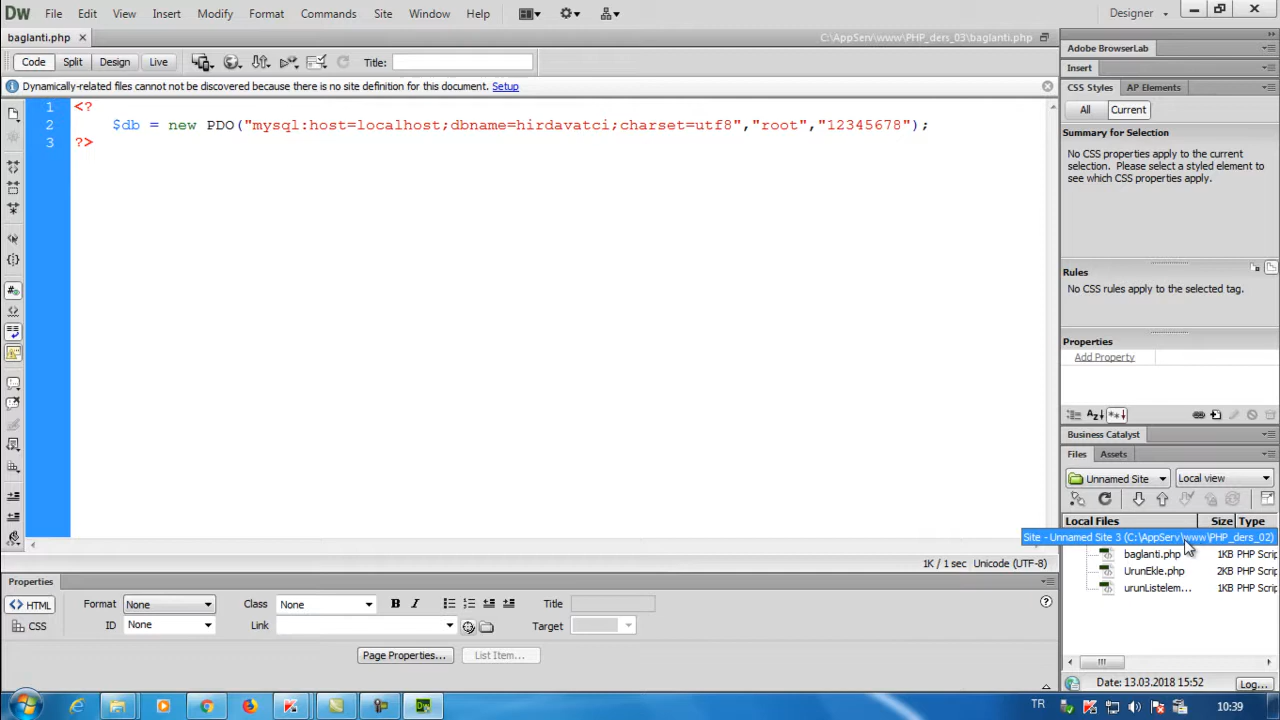 Dw File Edit View Insert Modify Format Commands Site Window Help Designer
baglanti.php C:\AppServ\www\PHP_ders_03\baglanti.php
Code Split Design Live Title:
Dynamically-related files cannot not be discovered because there is no site definition for this document. Setup
1 <?
2 $db = new PDO("mysql:host=localhost;dbname=hirdavatci;charset=utf8","root","12345678");
3 ?>
Adobe BrowserLab
Insert
CSS Styles AP Elements
All Current
Summary for Selection
No CSS properties apply to the current
selection. Please select a styled element to
see which CSS properties apply.
Rules
No CSS rules apply to the selected tag.
Properties
Add Property
Business Catalyst
Files Assets
Unnamed Site Local view
Local Files Size Type
Site - Unnamed Site 3 (C:\AppServ\www\PHP_ders_02)
baglanti.php 1KB PHP Scrip
UrunEkle.php 2KB PHP Scrip
urunListelem... 1KB PHP Scrip
1K / 1 sec Unicode (UTF-8)
Properties
<> HTML Format None Class None B I Title
CSS ID None Link Target
Page Properties... List Item...
Date: 13.03.2018 15:52 Log...
TR 10:39